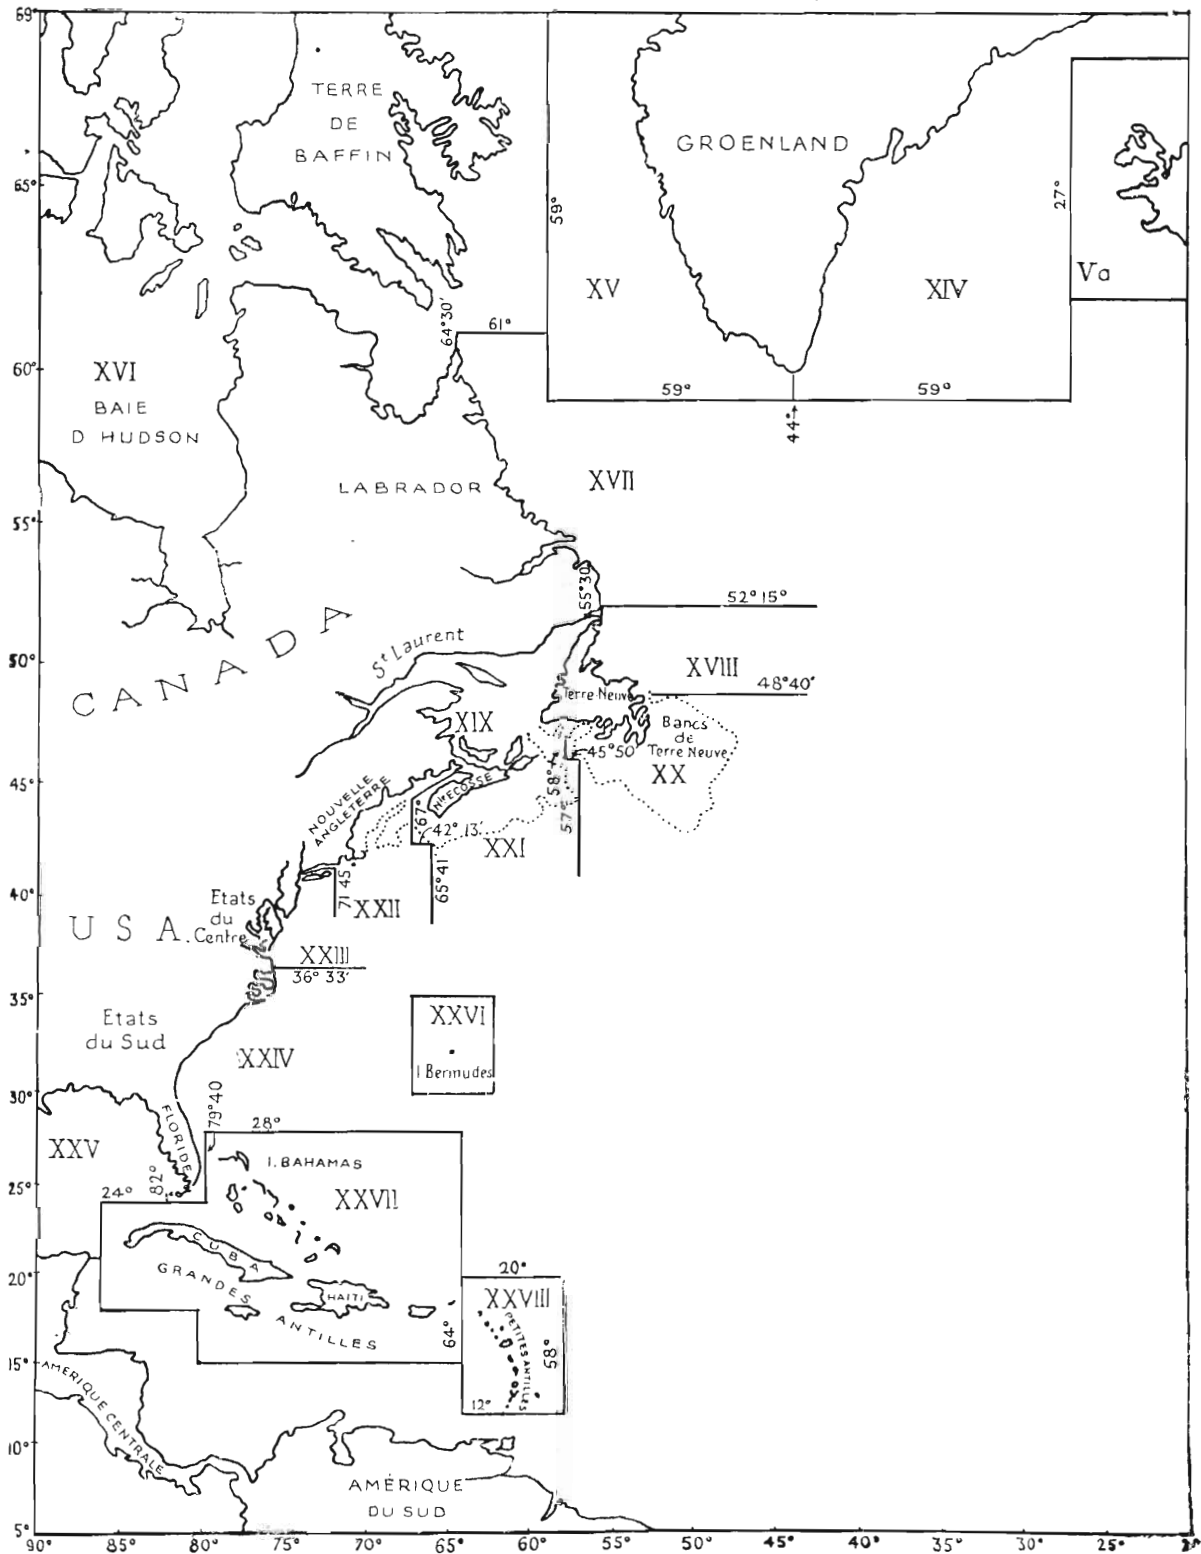 69°
TERRE
DE
BAFFIN
GROENLAND
65°
59°
27°
XV
XIV
Va
64°30'
61°
60°
XVI
BAIE
D HUDSON
59°
59°
44°
LABRADOR
XVII
55°
55°30
52°15°
CANADA
St Laurent
50°
XVIII
48°40'
Terre-Neuve
XIX
Bancs
de
Terre Neuve
45°50'
XX
45°
NOUVELLE
ANGLETERRE
Nlle ECOSSE
67°
58°
57°
42° 13'
XXI
65°41
71 45
40°
Etats
du
Centre
XXII
U S A.
XXIII
36° 33'
35°
Etats
du Sud
XXVI
XXIV
I Bermudes
30°
79°40
FLORIDE
28°
XXV
I. BAHAMAS
82°
25°
24°
XXVII
CUBA
GRANDES
ANTILLES
HAITI
20°
20°
XXVIII
PETITES ANTILLES
64°
58°
15°
12°
AMÉRIQUE CENTRALE
10°
AMÉRIQUE
DU SUD
5°
90° 85° 80° 75° 70° 65° 60° 55° 50° 45° 40° 35° 30° 25°